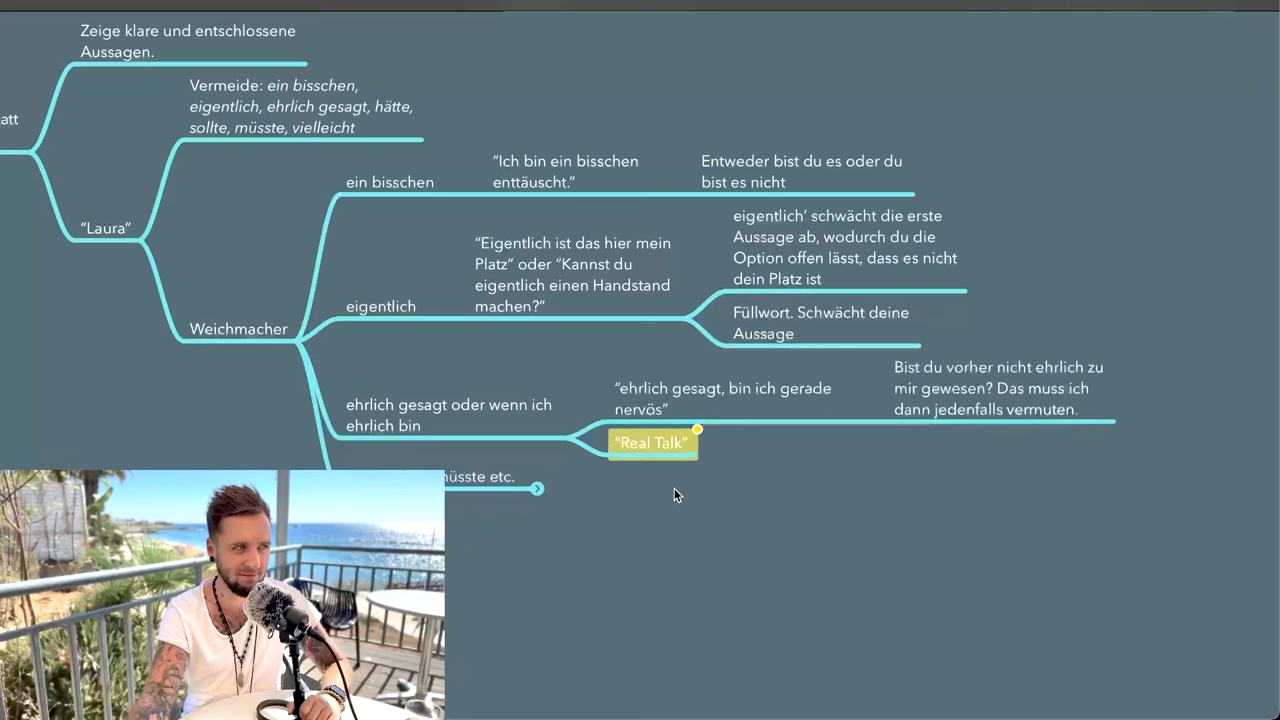 Zeige klare und entschlossene
Aussagen.
Vermeide: ein bisschen,
eigentlich, ehrlich gesagt, hätte,
sollte, müsste, vielleicht
“Laura”
Weichmacher
ein bisschen
“Ich bin ein bisschen
enttäuscht.”
Entweder bist du es oder du
bist es nicht
eigentlich
“Eigentlich ist das hier mein
Platz” oder “Kannst du
eigentlich einen Handstand
machen?”
eigentlich’ schwächt die erste
Aussage ab, wodurch du die
Option offen lässt, dass es nicht
dein Platz ist
Füllwort. Schwächt deine
Aussage
ehrlich gesagt oder wenn ich
ehrlich bin
“ehrlich gesagt, bin ich gerade
nervös”
Bist du vorher nicht ehrlich zu
mir gewesen? Das muss ich
dann jedenfalls vermuten.
“Real Talk”
etc.